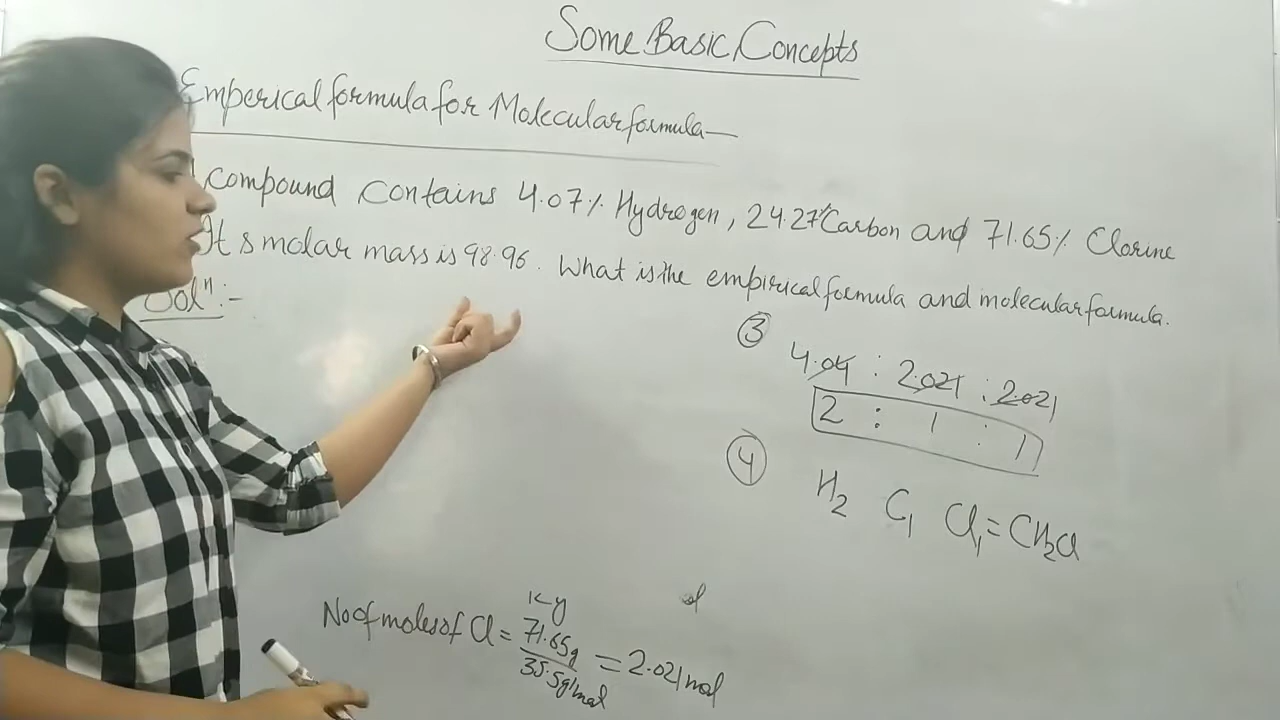 Some Basic Concepts
Emperical formula for Molecular formula—
compound contains 4.07% Hydrogen, 24.27% Carbon and 71.65% Clorine
It s molar mass is 98.96. What is the empirical formula and molecular formula.
Solⁿ:-
③
4.04 : 2.021 : 2.021
2 : 1 : 1
④
H₂ C₁ Cl₁ = CH₂Cl
No of moles of Cl = 71.65g / 35.5g/mol = 2.021 mol